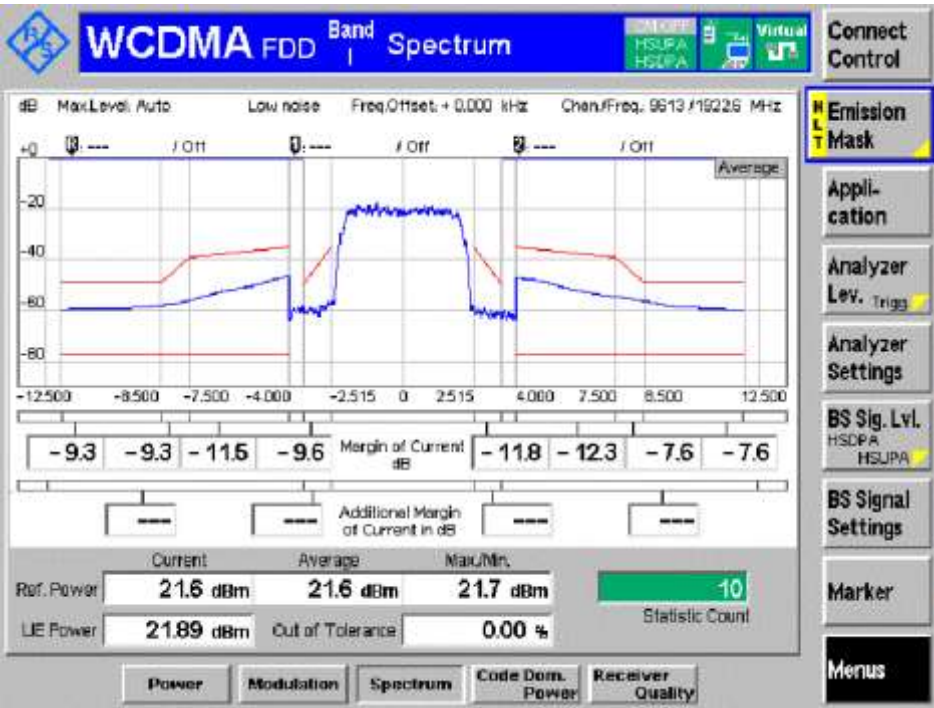 R/S WCDMA FDD Band I Spectrum
CM/OFF HSUPA HSDPA
Virtual
dB Max.Level: Auto Low noise Freq.Offset: + 0.000 kHz Chan./Freq.: 9613 / 1922.6 MHz
R --- / Off 1 --- / Off 2 --- / Off
Average
+0
-20
-40
-60
-80
-12.500 -8.500 -7.500 -4.000 -2.515 0 2.515 4.000 7.500 8.500 12.500
-9.3 -9.3 -11.5 -9.6 Margin of Current dB -11.8 -12.3 -7.6 -7.6
--- --- Additional Margin of Current in dB --- ---
Current Average Max./Min.
Ref. Power 21.6 dBm 21.6 dBm 21.7 dBm 10
UE Power 21.89 dBm Out of Tolerance 0.00 % Statistic Count
Power Modulation Spectrum Code Dom. Power Receiver Quality
Connect Control
HLT Emission Mask
Appli-
cation
Analyzer
Lev. Trigg
Analyzer
Settings
BS Sig. Lvl.
HSDPA
HSUPA
BS Signal
Settings
Marker
Menus